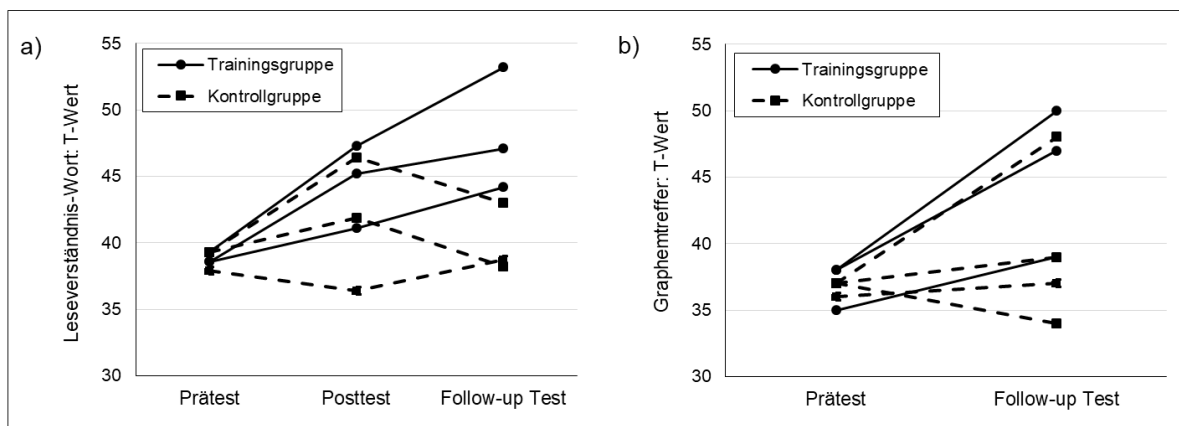 a)
Leseverständnis-Wort: T-Wert
55
50
45
40
35
30
Trainingsgruppe
Kontrollgruppe
Prätest Posttest Follow-up Test
b)
Graphemtreffer: T-Wert
55
50
45
40
35
30
Trainingsgruppe
Kontrollgruppe
Prätest Follow-up Test